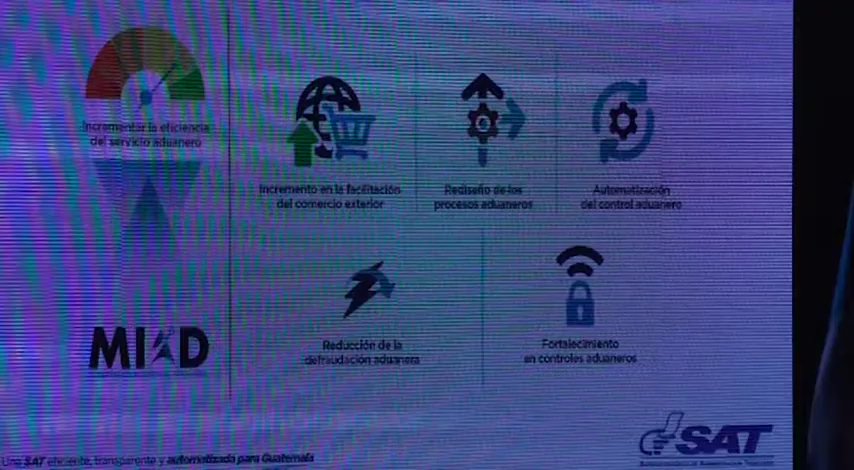 Incrementar la eficiencia
del servicio aduanero
Incremento en la facilitación
del comercio exterior
Rediseño de los
procesos aduaneros
Automatización
del control aduanero
Reducción de la
defraudación aduanera
Fortalecimiento
en controles aduaneros
MIAD
SAT
Una SAT eficiente, transparente y automatizada para Guatemala